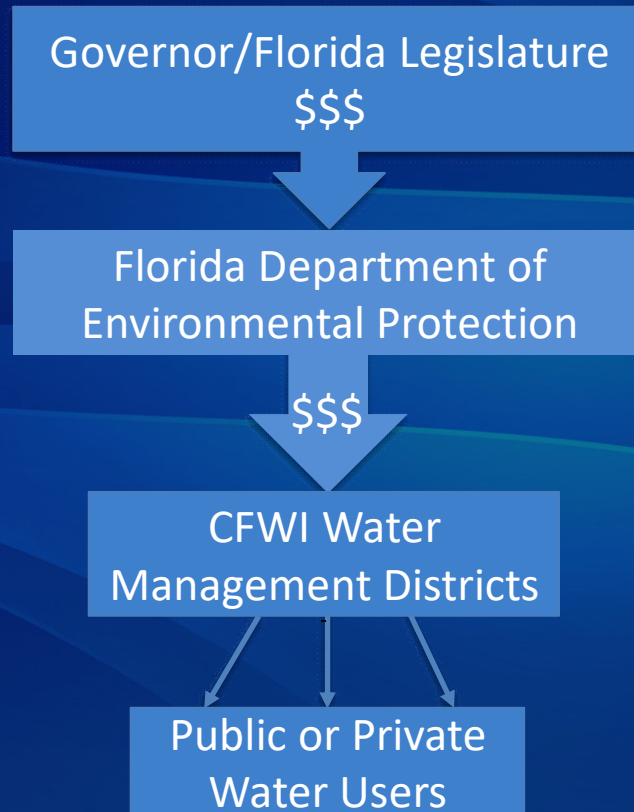 Governor/Florida Legislature
$$$
Florida Department of
Environmental Protection
$$$
CFWI Water
Management Districts
Public or Private
Water Users